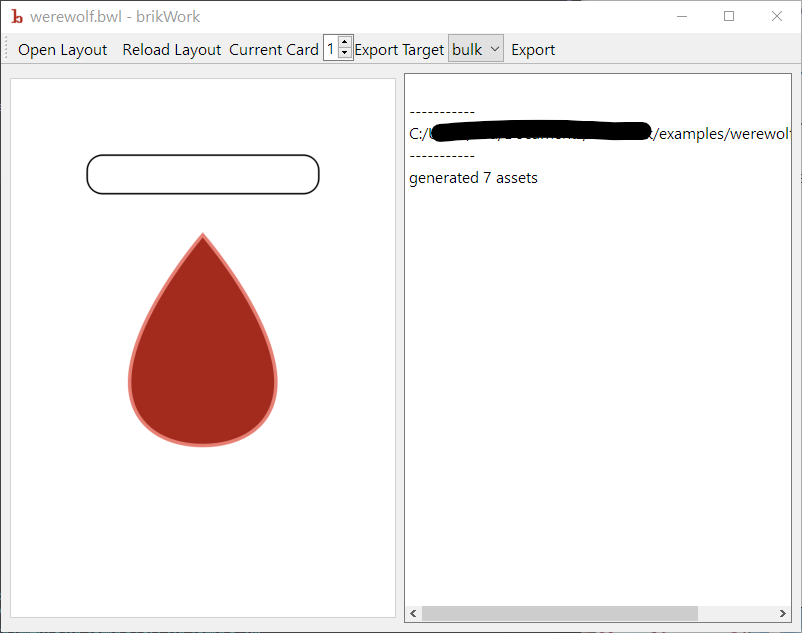 werewolf.bwl - brikWork
Open Layout Reload Layout Current Card 1 Export Target bulk Export
-----------
C:/ /examples/werewolf
-----------
generated 7 assets